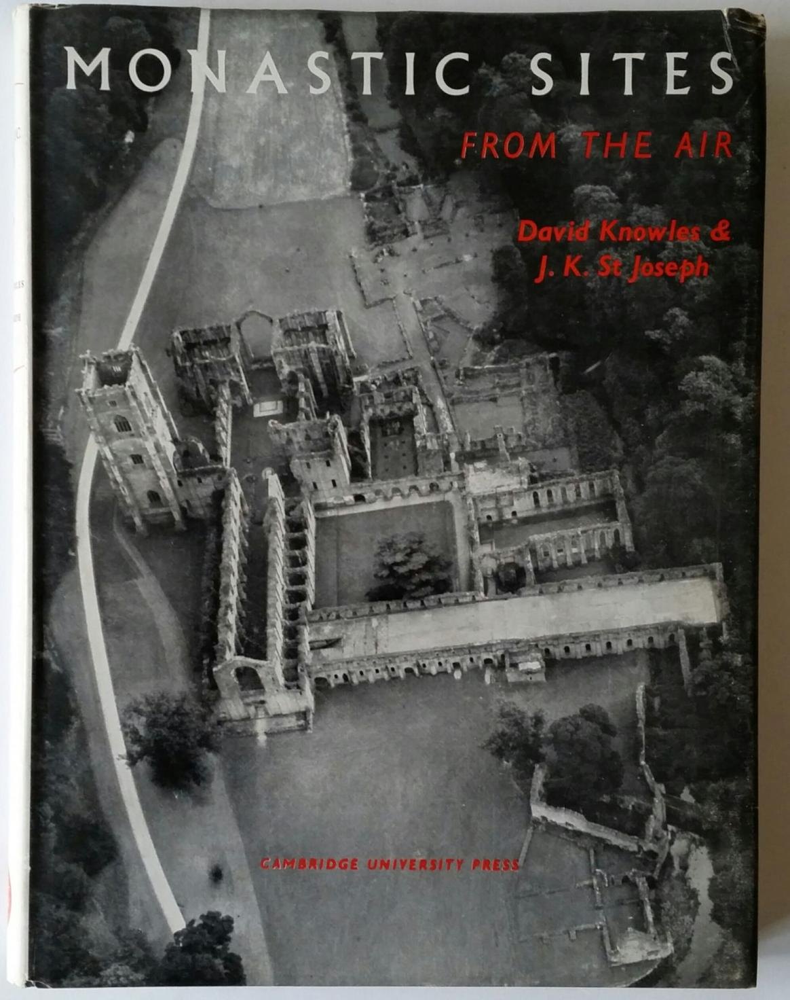 MONASTIC SITES
FROM THE AIR
David Knowles &
J. K. St Joseph
CAMBRIDGE UNIVERSITY PRESS